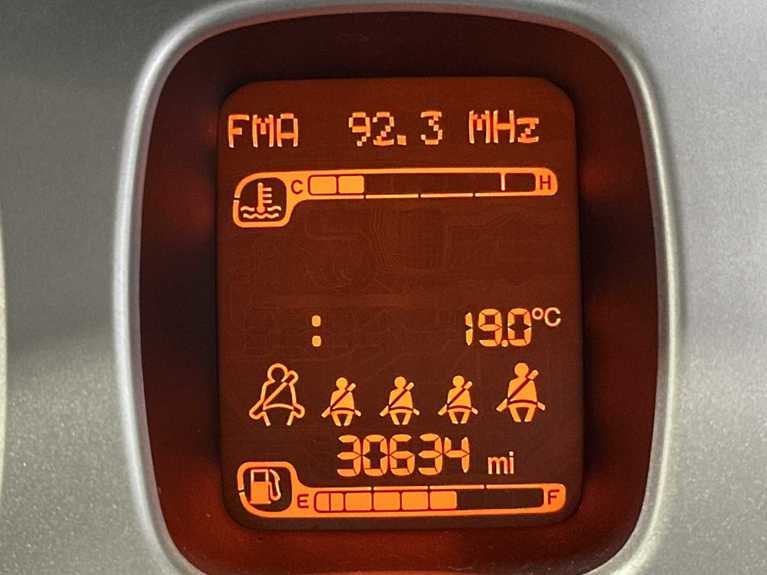 FMA 92.3 MHz
C H
: 19.0°C
30634 mi
E F